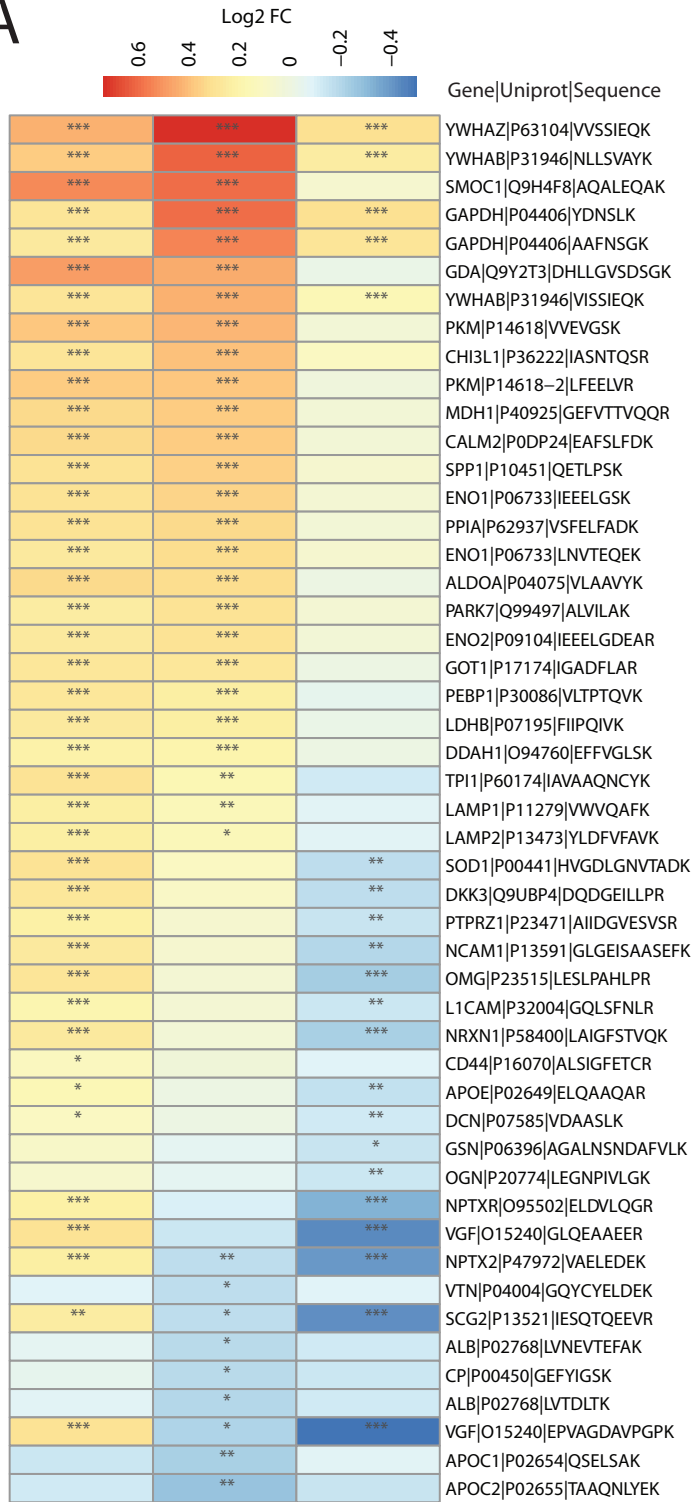 A
Log2 FC
0.6 0.4 0.2 0 −0.2 −0.4
Gene|Uniprot|Sequence
*** *** *** YWHAZ|P63104|VVSSIEQK
*** *** *** YWHAB|P31946|NLLSVAYK
*** *** SMOC1|Q9H4F8|AQALEQAK
*** *** *** GAPDH|P04406|YDNSLK
*** *** *** GAPDH|P04406|AAFNSGK
*** *** GDA|Q9Y2T3|DHLLGVSDSGK
*** *** *** YWHAB|P31946|VISSIEQK
*** *** PKM|P14618|VVEVGSK
*** *** CHI3L1|P36222|IASNTQSR
*** *** PKM|P14618−2|LFEELVR
*** *** MDH1|P40925|GEFVTTVQQR
*** *** CALM2|P0DP24|EAFSLFDK
*** *** SPP1|P10451|QETLPSK
*** *** ENO1|P06733|IEEELGSK
*** *** PPIA|P62937|VSFELFADK
*** *** ENO1|P06733|LNVTEQEK
*** *** ALDOA|P04075|VLAAVYK
*** *** PARK7|Q99497|ALVILAK
*** *** ENO2|P09104|IEEELGDEAR
*** *** GOT1|P17174|IGADFLAR
*** *** PEBP1|P30086|VLTPTQVK
*** *** LDHB|P07195|FIIPQIVK
*** *** DDAH1|O94760|EFFVGLSK
*** ** TPI1|P60174|IAVAAQNCYK
*** ** LAMP1|P11279|VWVQAFK
*** * LAMP2|P13473|YLDFVFAVK
*** ** SOD1|P00441|HVGDLGNVTADK
*** ** DKK3|Q9UBP4|DQDGEILLPR
*** ** PTPRZ1|P23471|AIIDGVESVSR
*** ** NCAM1|P13591|GLGEISAASEFK
*** *** OMG|P23515|LESLPAHLPR
*** ** L1CAM|P32004|GQLSFNLR
*** *** NRXN1|P58400|LAIGFSTVQK
* CD44|P16070|ALSIGFETCR
* ** APOE|P02649|ELQAAQAR
* ** DCN|P07585|VDAASLK
* GSN|P06396|AGALNSNDAFVLK
** OGN|P20774|LEGNPIVLGK
*** *** NPTXR|O95502|ELDVLQGR
*** *** VGF|O15240|GLQEAAEER
*** ** *** NPTX2|P47972|VAELEDEK
* VTN|P04004|GQYCYELDEK
** * *** SCG2|P13521|IESQTQEEVR
* ALB|P02768|LVNEVTEFAK
* CP|P00450|GEFYIGSK
* ALB|P02768|LVTDLTK
*** * *** VGF|O15240|EPVAGDAVPGPK
** APOC1|P02654|QSELSAK
** APOC2|P02655|TAAQNLYEK